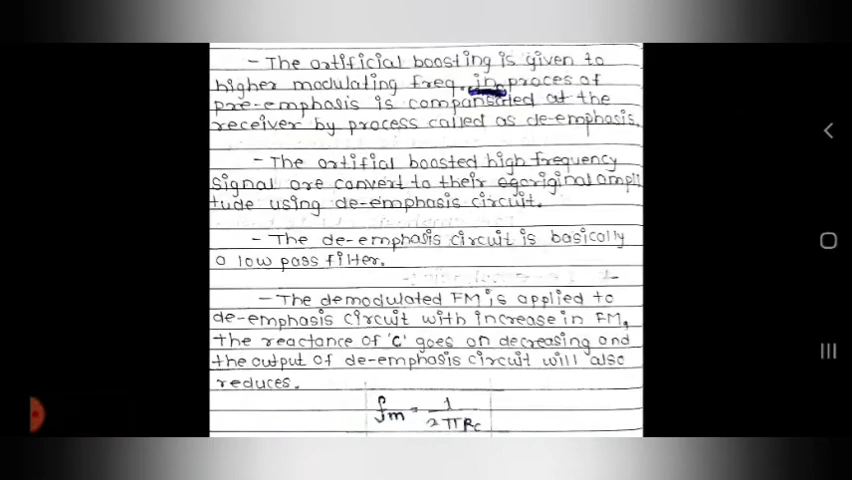 - The artificial boosting is given to
higher modulating freq. in proces of
pre-emphasis is compansated at the
receiver by process called as de-emphasis.
- The artifial boosted high frequency
signal are convert to their original ampli
tude using de-emphasis circuit.
- The de-emphasis circuit is basically
a low pass filter.
- The demodulated FM is applied to
de-emphasis circuit with increase in FM,
the reactance of 'C' goes on decreasing and
the output of de-emphasis circuit will also
reduces.
fm = 1 / 2πRc